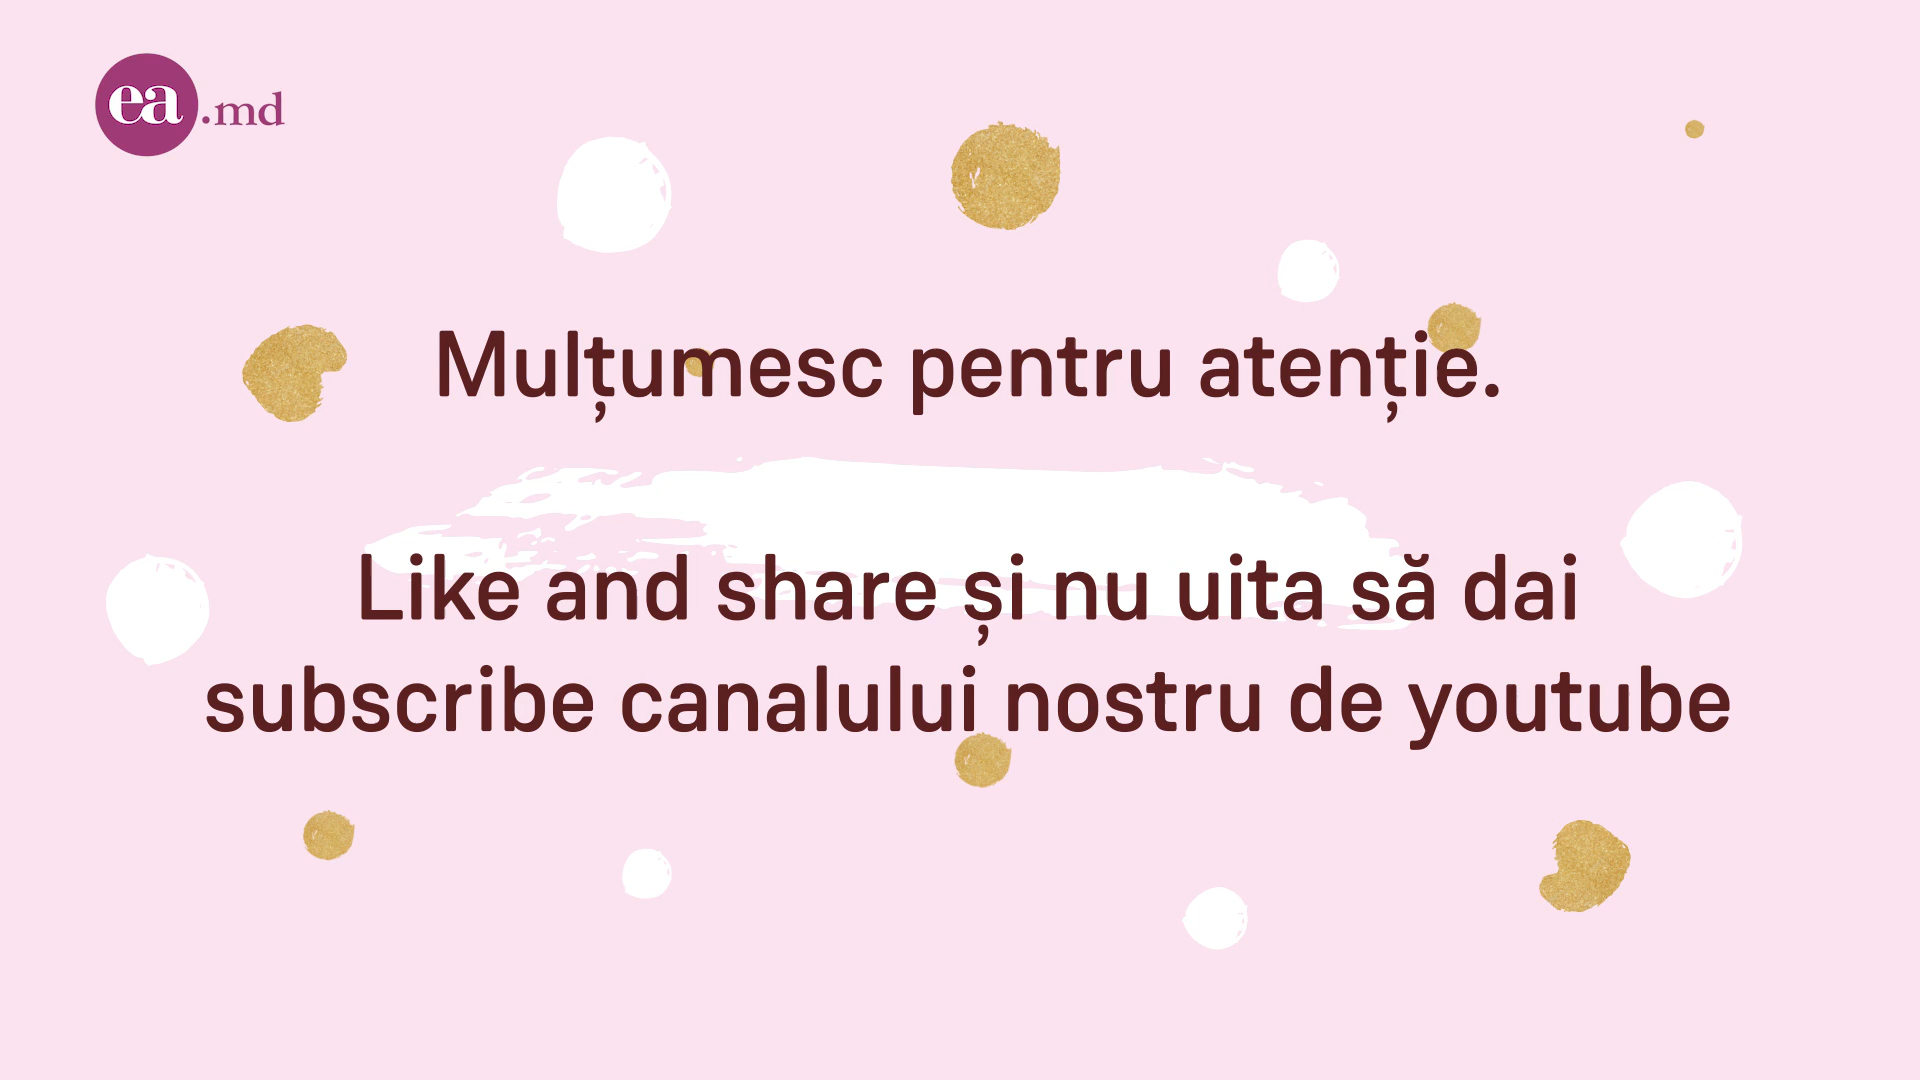 ea.md
Mulțumesc pentru atenție.
Like and share și nu uita să dai
subscribe canalului nostru de youtube